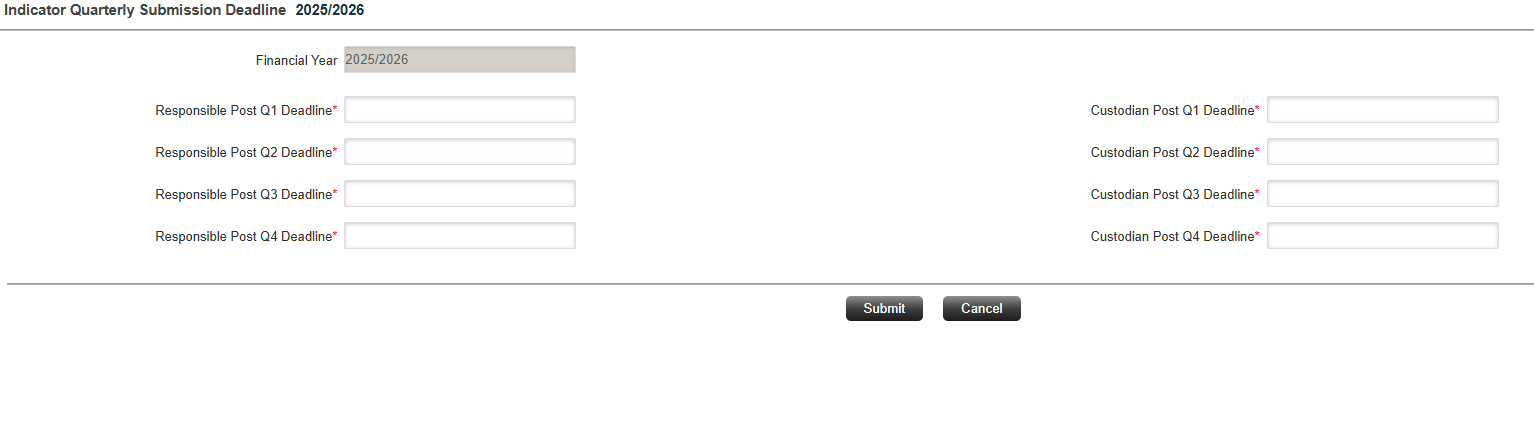 Indicator Quarterly Submission Deadline 2025/2026
Financial Year 2025/2026
Responsible Post Q1 Deadline* Custodian Post Q1 Deadline*
Responsible Post Q2 Deadline* Custodian Post Q2 Deadline*
Responsible Post Q3 Deadline* Custodian Post Q3 Deadline*
Responsible Post Q4 Deadline* Custodian Post Q4 Deadline*
Submit Cancel